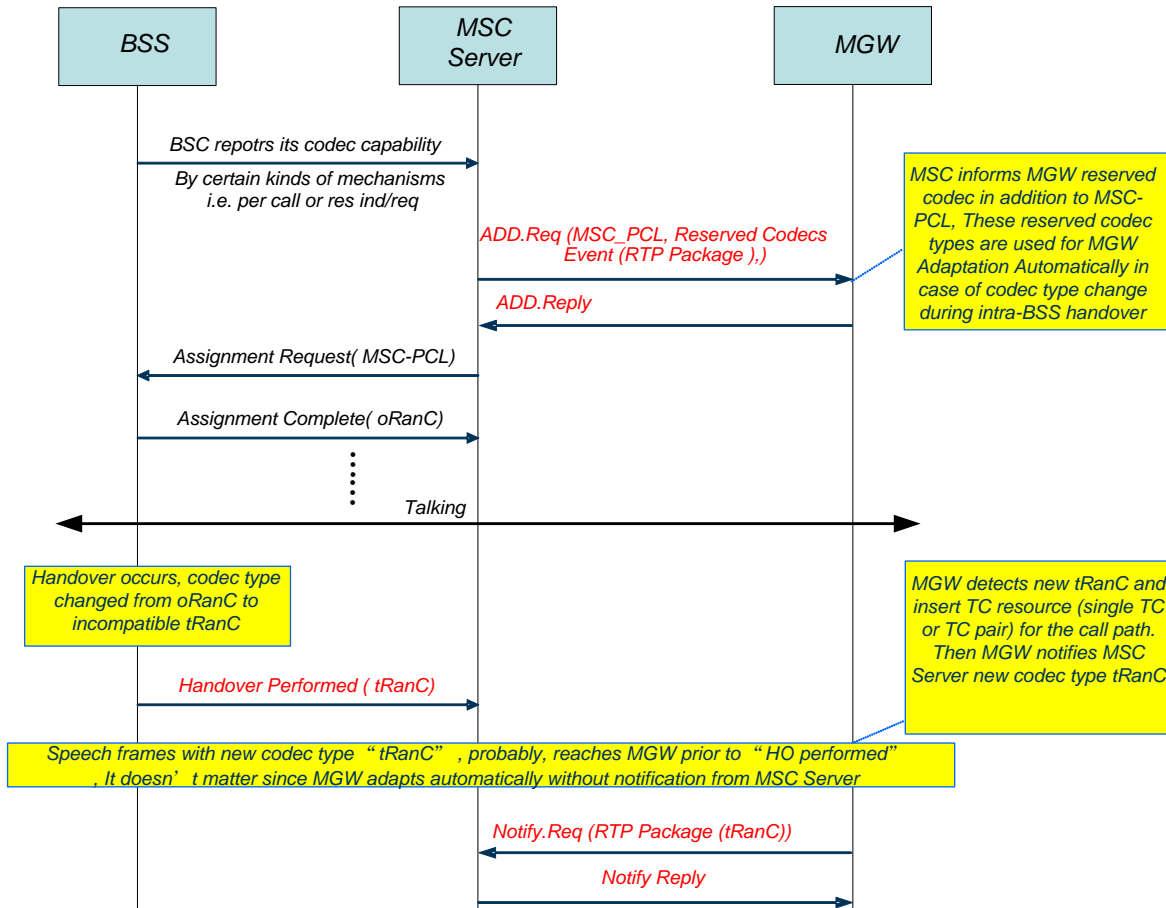 BSS
MSC
Server
MGW
BSC repotrs its codec capability
By certain kinds of mechanisms
i.e. per call or res ind/req
MSC informs MGW reserved
codec in addition to MSC-
PCL, These reserved codec
types are used for MGW
Adaptation Automatically in
case of codec type change
during intra-BSS handover
ADD.Req (MSC_PCL, Reserved Codecs
Event (RTP Package ),)
ADD.Reply
Assignment Request( MSC-PCL)
Assignment Complete( oRanC)
Talking
Handover occurs, codec type
changed from oRanC to
incompatible tRanC
MGW detects new tRanC and
insert TC resource (single TC
or TC pair) for the call path.
Then MGW notifies MSC
Server new codec type tRanC
Handover Performed ( tRanC)
Speech frames with new codec type “tRanC”, probably, reaches MGW prior to “HO performed”
, It doesn’t matter since MGW adapts automatically without notification from MSC Server
Notify.Req (RTP Package (tRanC))
Notify Reply